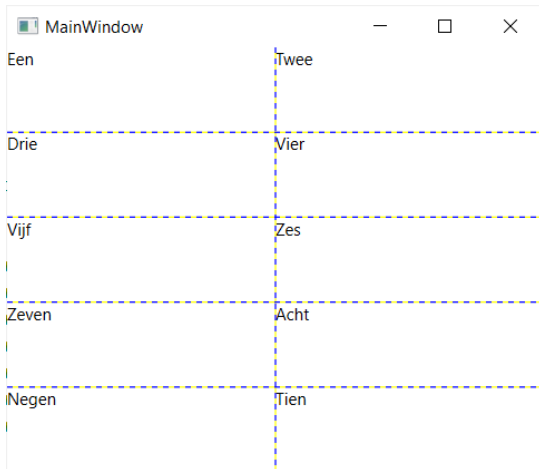 MainWindow
Een Twee
Drie Vier
Vijf Zes
Zeven Acht
Negen Tien